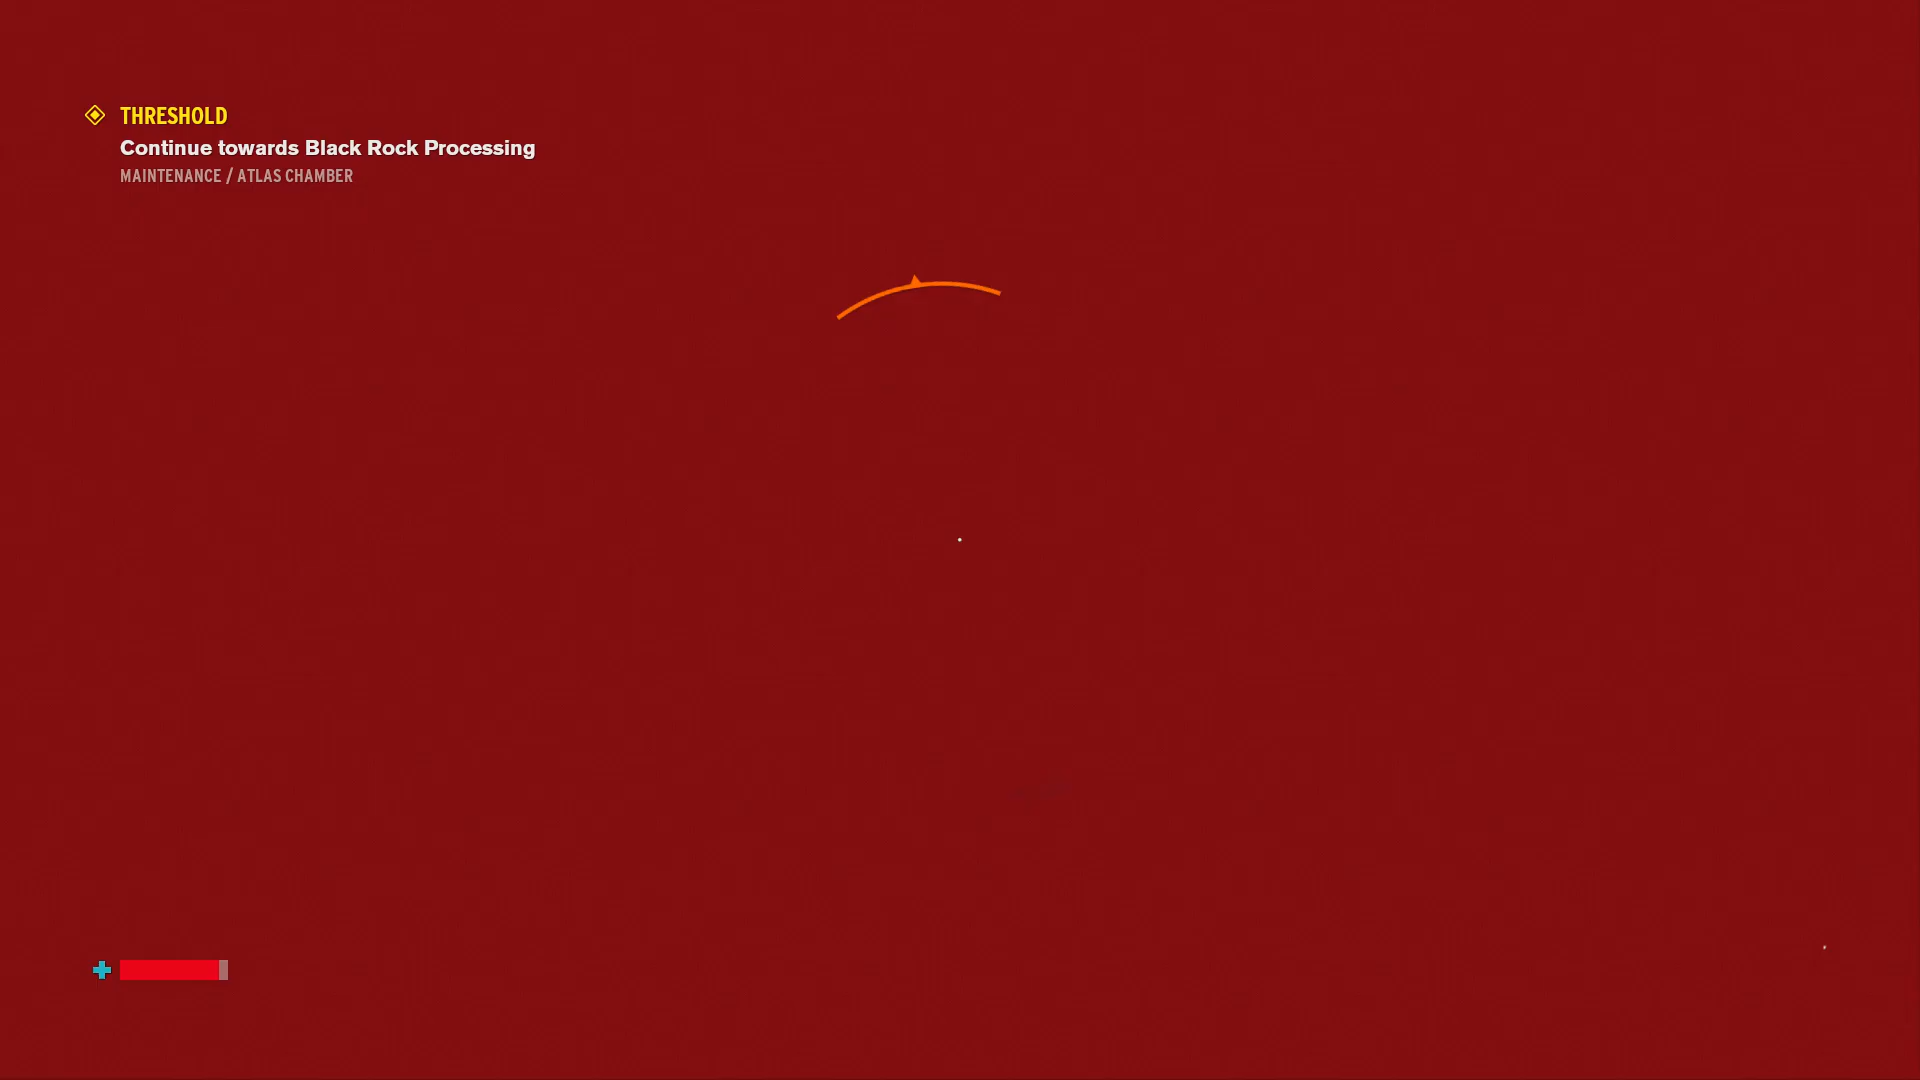 THRESHOLD
Continue towards Black Rock Processing
MAINTENANCE / ATLAS CHAMBER